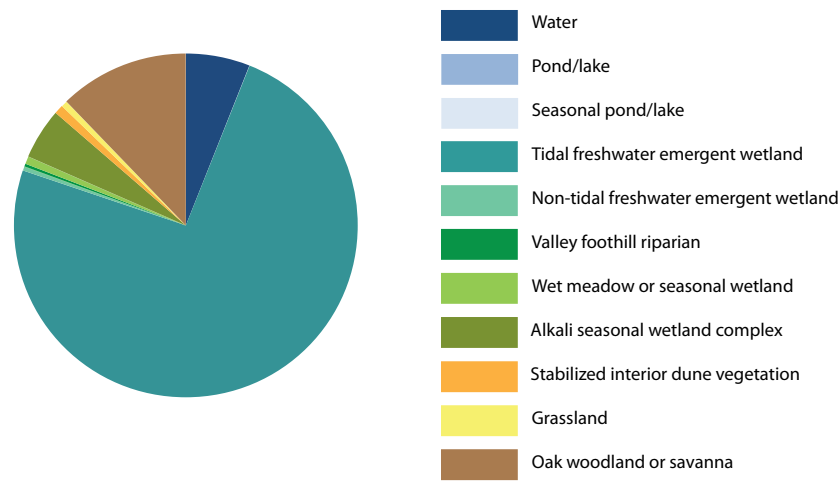 Water
Pond/lake
Seasonal pond/lake
Tidal freshwater emergent wetland
Non-tidal freshwater emergent wetland
Valley foothill riparian
Wet meadow or seasonal wetland
Alkali seasonal wetland complex
Stabilized interior dune vegetation
Grassland
Oak woodland or savanna